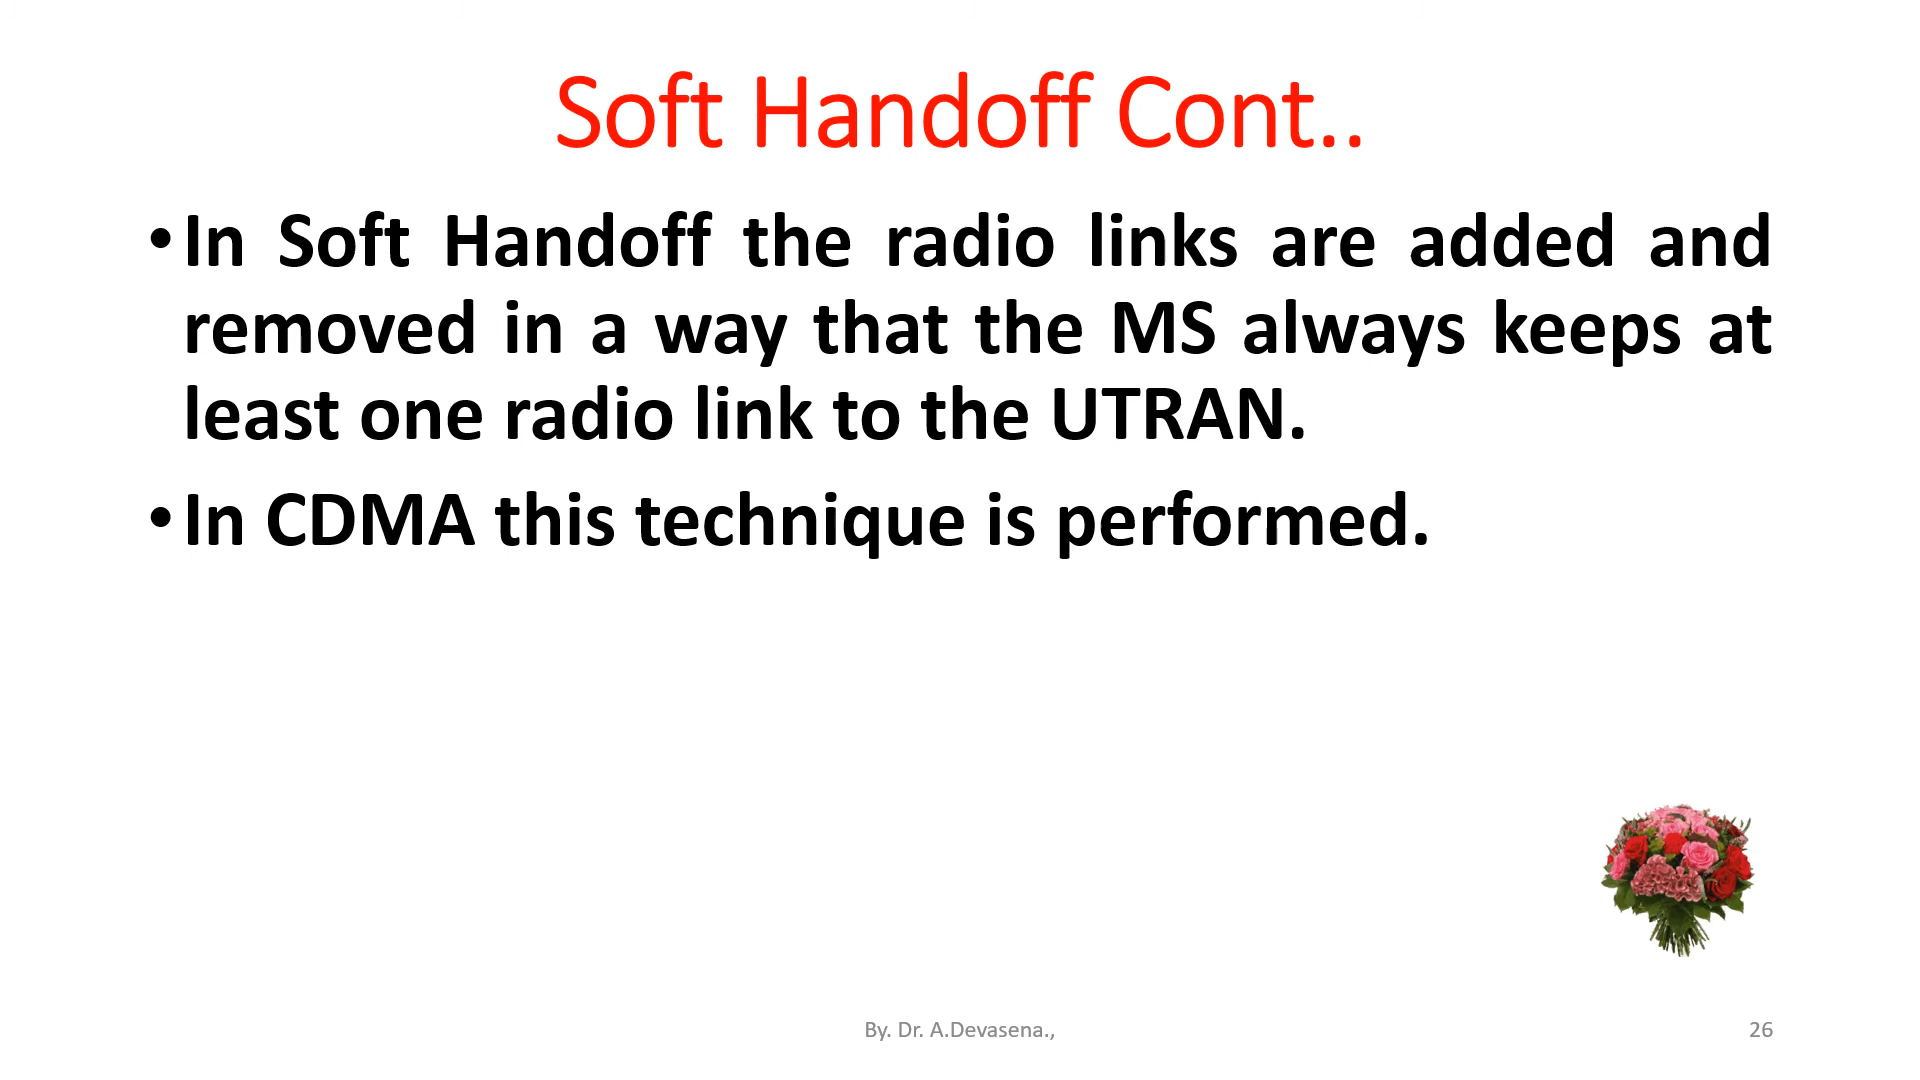 Soft Handoff Cont..
•In Soft Handoff the radio links are added and
removed in a way that the MS always keeps at
least one radio link to the UTRAN.
•In CDMA this technique is performed.
By. Dr. A.Devasena.,
26